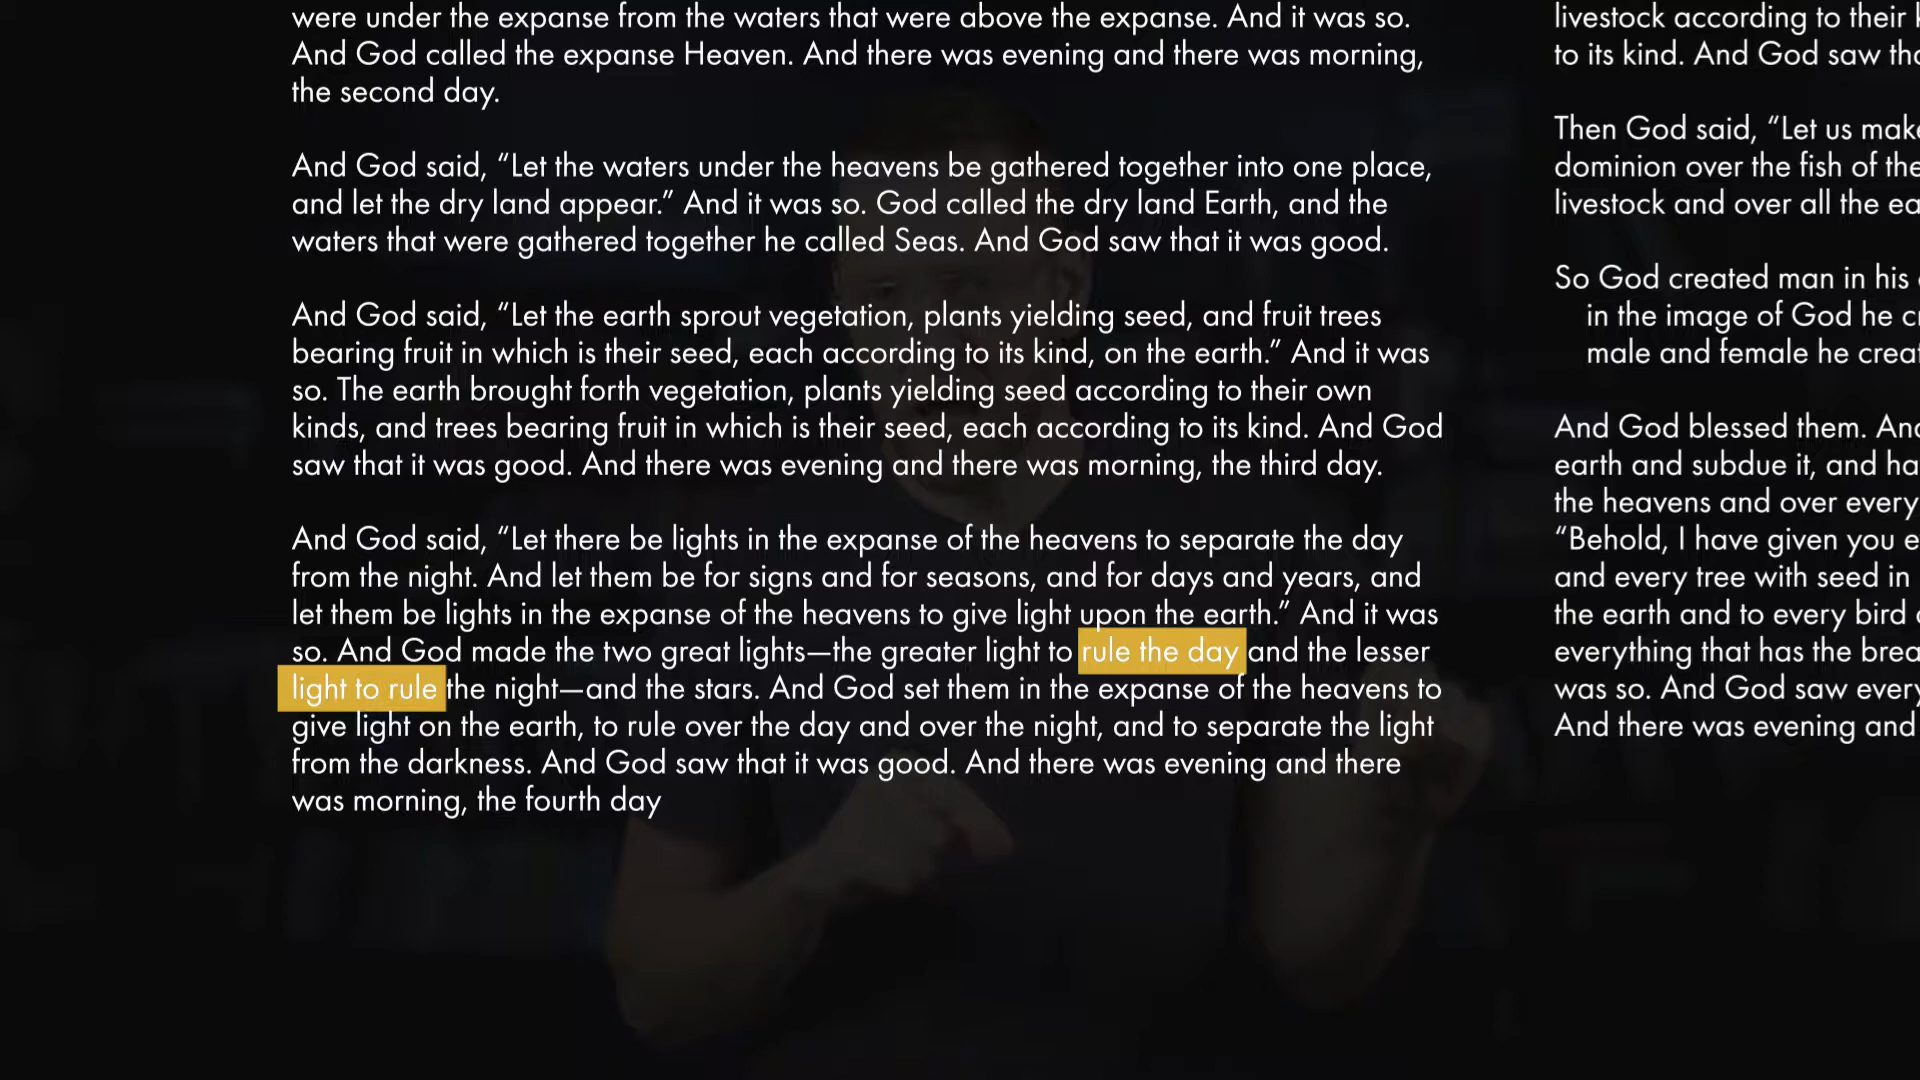 were under the expanse from the waters that were above the expanse. And it was so.
And God called the expanse Heaven. And there was evening and there was morning,
the second day.
And God said, “Let the waters under the heavens be gathered together into one place,
and let the dry land appear.” And it was so. God called the dry land Earth, and the
waters that were gathered together he called Seas. And God saw that it was good.
And God said, “Let the earth sprout vegetation, plants yielding seed, and fruit trees
bearing fruit in which is their seed, each according to its kind, on the earth.” And it was
so. The earth brought forth vegetation, plants yielding seed according to their own
kinds, and trees bearing fruit in which is their seed, each according to its kind. And God
saw that it was good. And there was evening and there was morning, the third day.
And God said, “Let there be lights in the expanse of the heavens to separate the day
from the night. And let them be for signs and for seasons, and for days and years, and
let them be lights in the expanse of the heavens to give light upon the earth.” And it was
so. And God made the two great lights—the greater light to rule the day and the lesser
light to rule the night—and the stars. And God set them in the expanse of the heavens to
give light on the earth, to rule over the day and over the night, and to separate the light
from the darkness. And God saw that it was good. And there was evening and there
was morning, the fourth day
livestock according to their
to its kind. And God saw
Then God said, “Let us
dominion over the fish of the
livestock and over all the
So God created man in his
in the image of God he
male and female he
And God blessed them.
earth and subdue it, and
the heavens and over every
“Behold, I have given you
and every tree with seed in
the earth and to every bird
everything that has the
was so. And God saw
And there was evening and